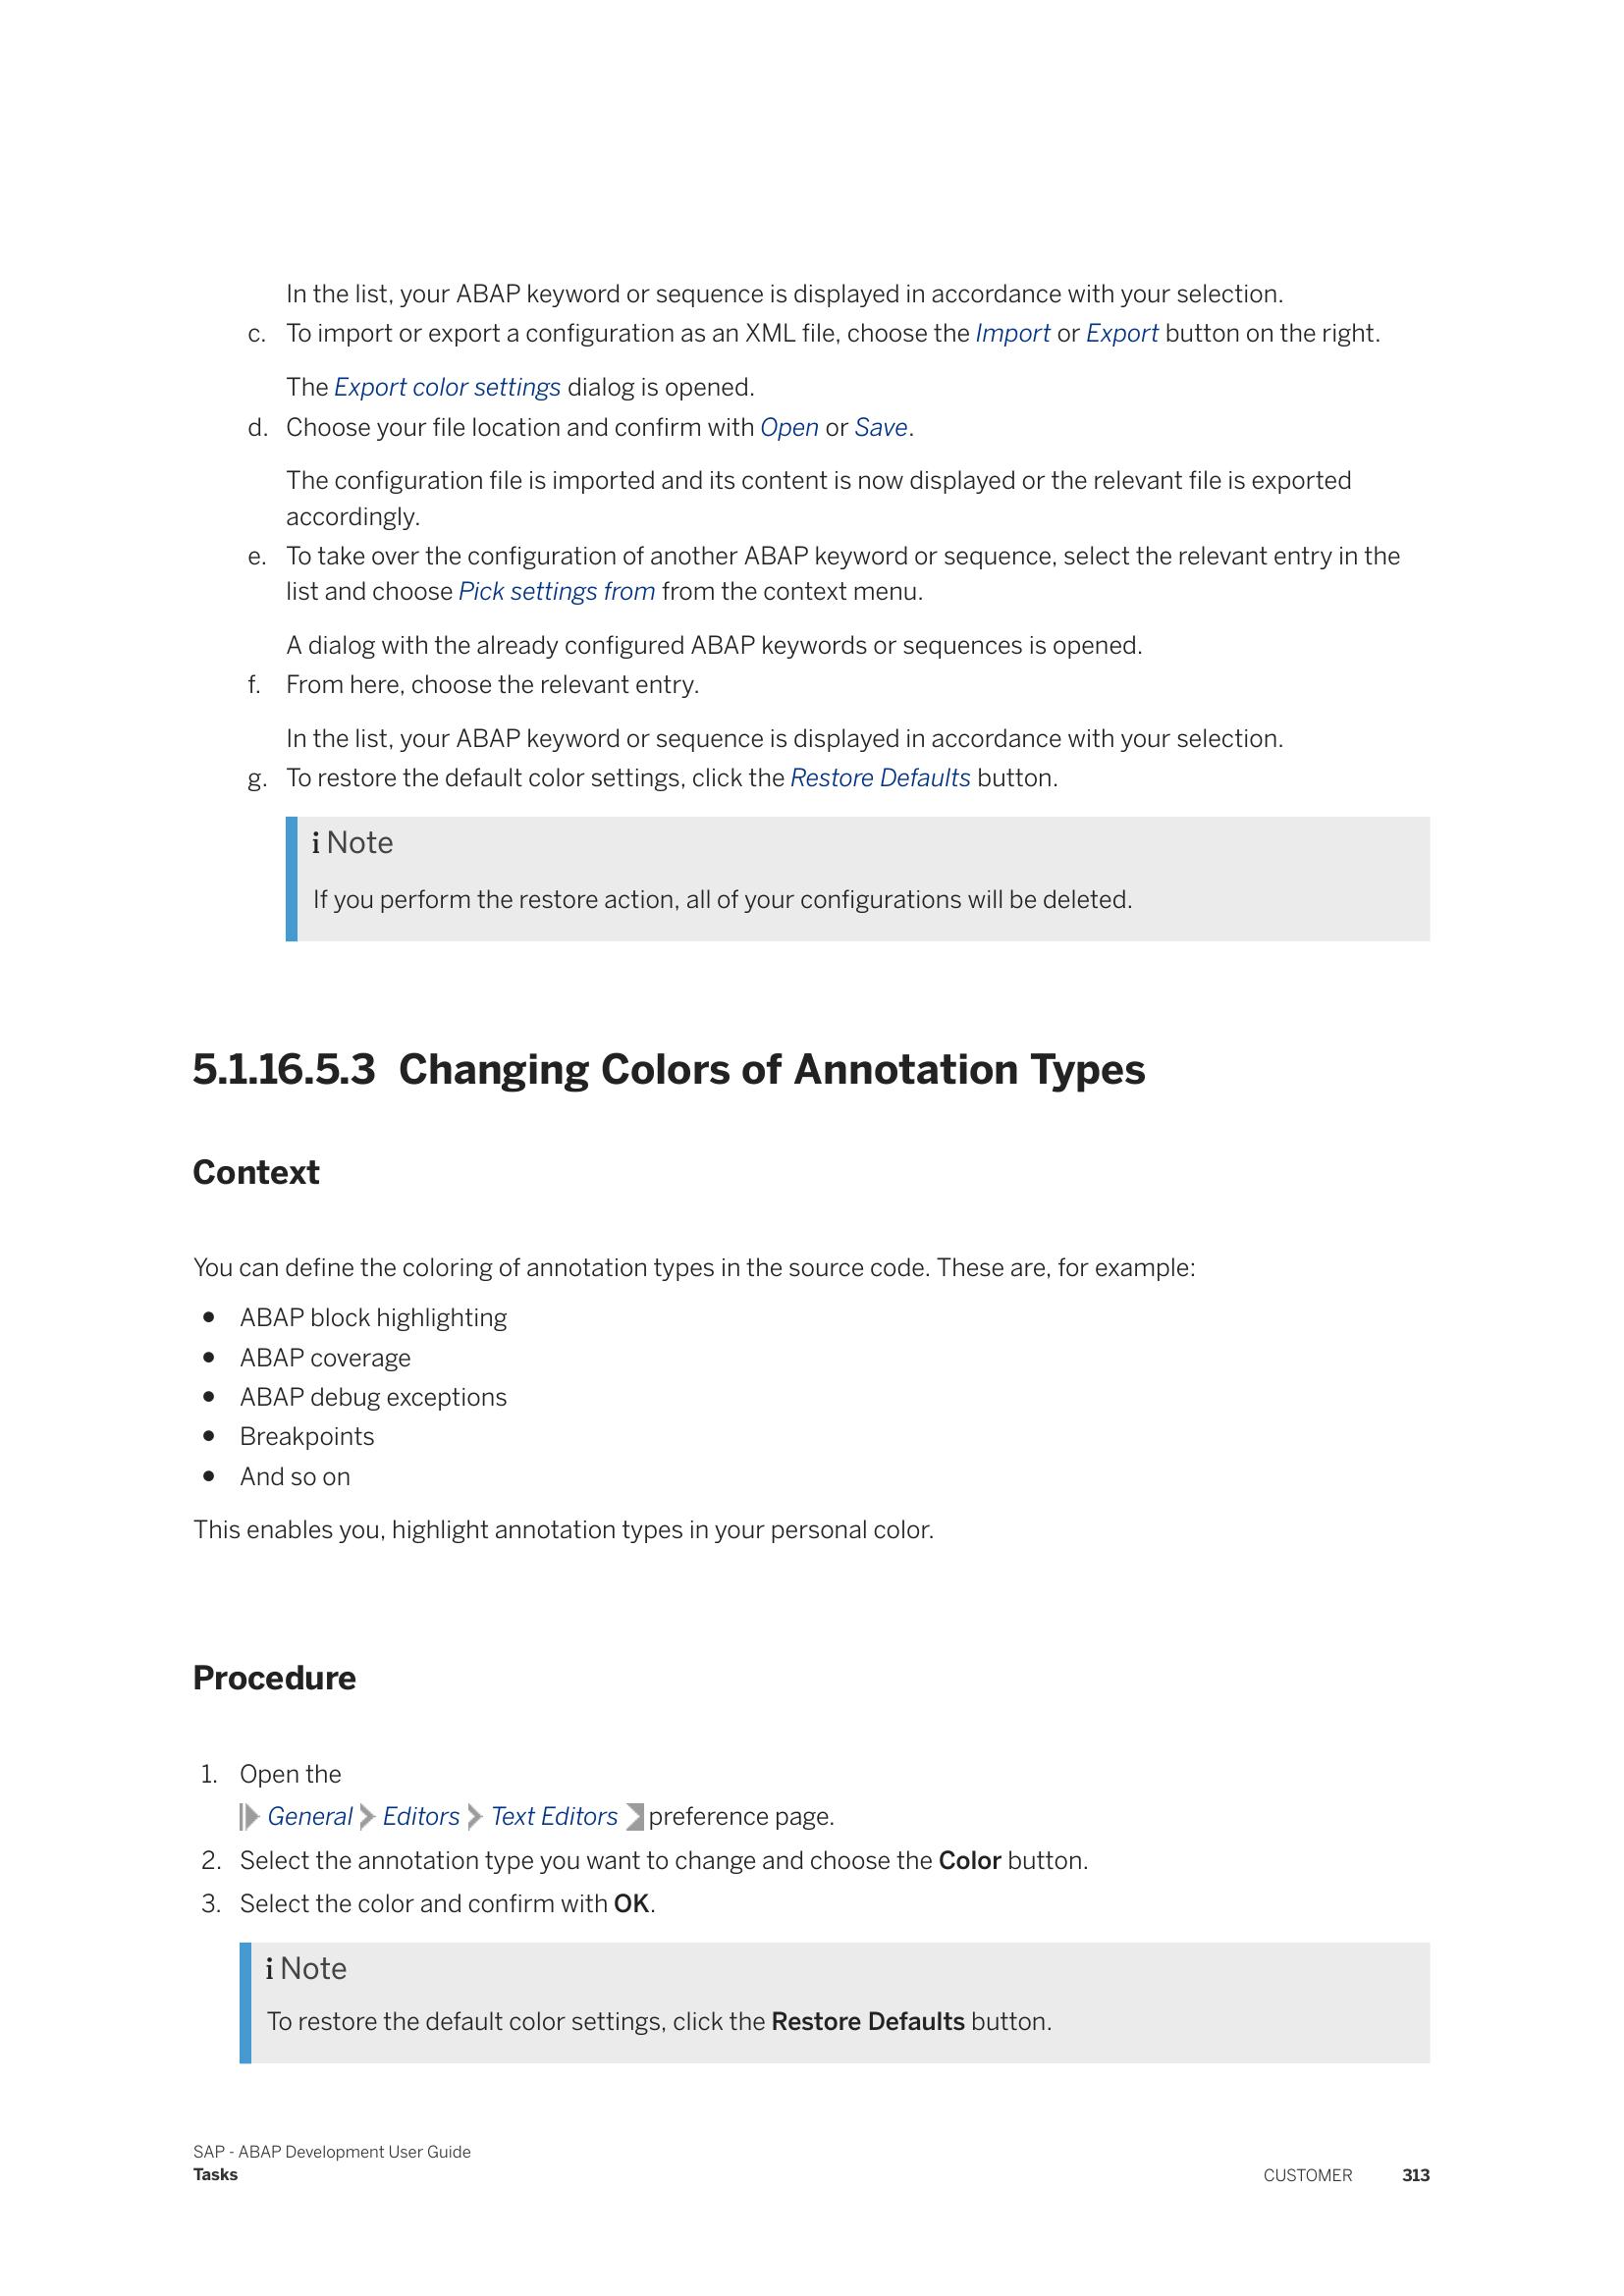 In the list, your ABAP keyword or sequence is displayed in accordance with your selection.
c. To import or export a configuration as an XML file, choose the Import or Export button on the right.
The Export color settings dialog is opened.
d. Choose your file location and confirm with Open or Save.
The configuration file is imported and its content is now displayed or the relevant file is exported
accordingly.
e. To take over the configuration of another ABAP keyword or sequence, select the relevant entry in the
list and choose Pick settings from from the context menu.
A dialog with the already configured ABAP keywords or sequences is opened.
f. From here, choose the relevant entry.
In the list, your ABAP keyword or sequence is displayed in accordance with your selection.
g. To restore the default color settings, click the Restore Defaults button.
i Note
If you perform the restore action, all of your configurations will be deleted.
5.1.16.5.3 Changing Colors of Annotation Types
Context
You can define the coloring of annotation types in the source code. These are, for example:
● ABAP block highlighting
● ABAP coverage
● ABAP debug exceptions
● Breakpoints
● And so on
This enables you, highlight annotation types in your personal color.
Procedure
1. Open the
General Editors Text Editors preference page.
2. Select the annotation type you want to change and choose the Color button.
3. Select the color and confirm with OK.
i Note
To restore the default color settings, click the Restore Defaults button.
SAP - ABAP Development User Guide
Tasks
CUSTOMER 313